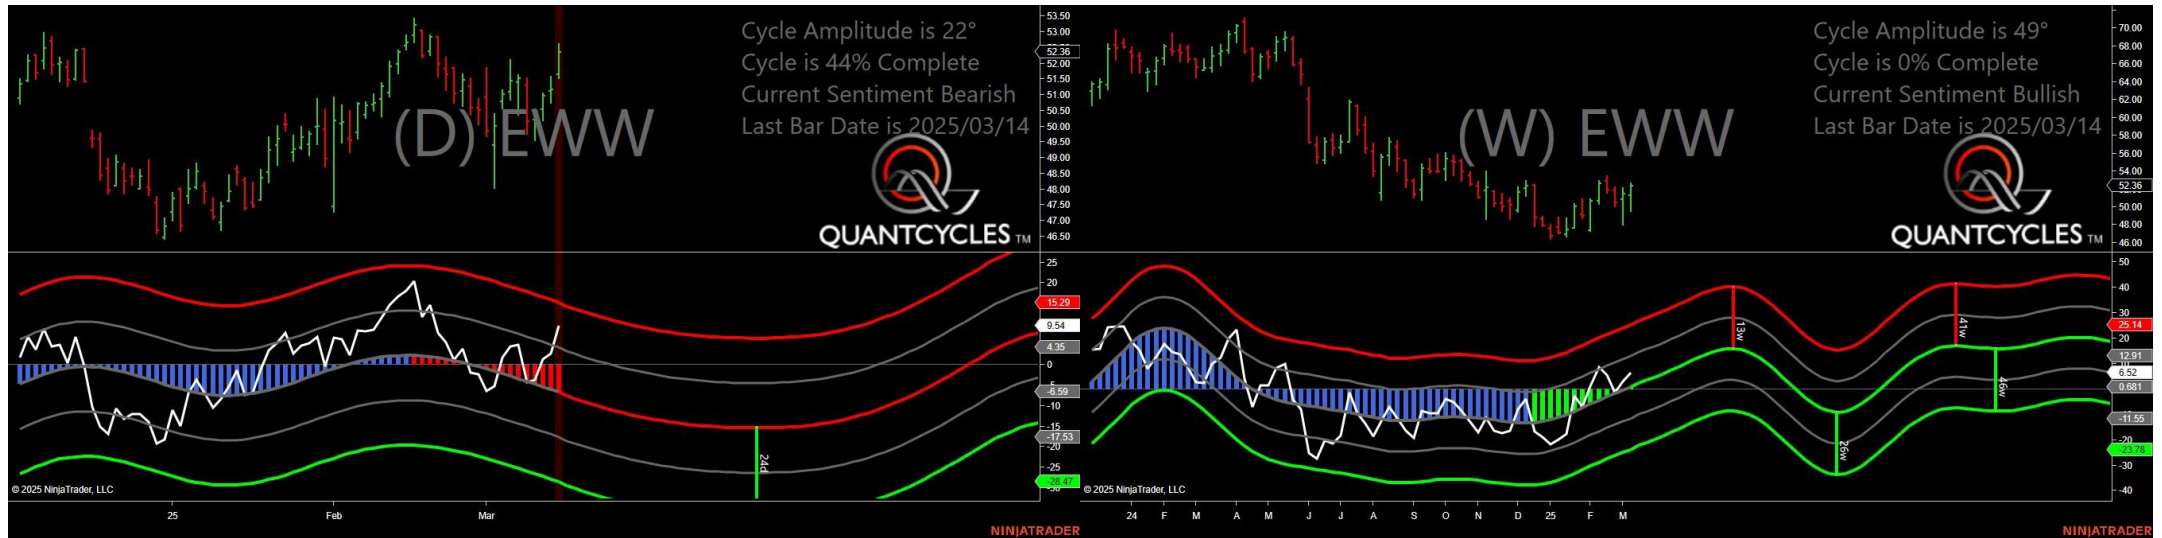 Cycle Amplitude is 22°
Cycle is 44% Complete
Current Sentiment Bearish
Last Bar Date is 2025/03/14
(D) EWW
QUANTCYCLES TM
53.50
53.00
52.36
52.00
51.50
51.00
50.50
50.00
49.50
49.00
48.50
48.00
47.50
47.00
46.50
25
20
15.29
9.54
4.35
0
-5
-6.59
-10
-15
-17.53
-20
-25
-28.47
-30
24d
© 2025 NinjaTrader, LLC
25
Feb
Mar
NINJATRADER
Cycle Amplitude is 49°
Cycle is 0% Complete
Current Sentiment Bullish
Last Bar Date is 2025/03/14
(W) EWW
QUANTCYCLES TM
70.00
68.00
66.00
64.00
62.00
60.00
58.00
56.00
54.00
52.36
52.00
50.00
48.00
46.00
50
40
30
25.14
20
12.91
6.52
0.681
-11.55
-20
-23.78
-30
-40
13w
26w
41w
46w
© 2025 NinjaTrader, LLC
24 F M A M J J A S O N D 25 F M
NINJATRADER